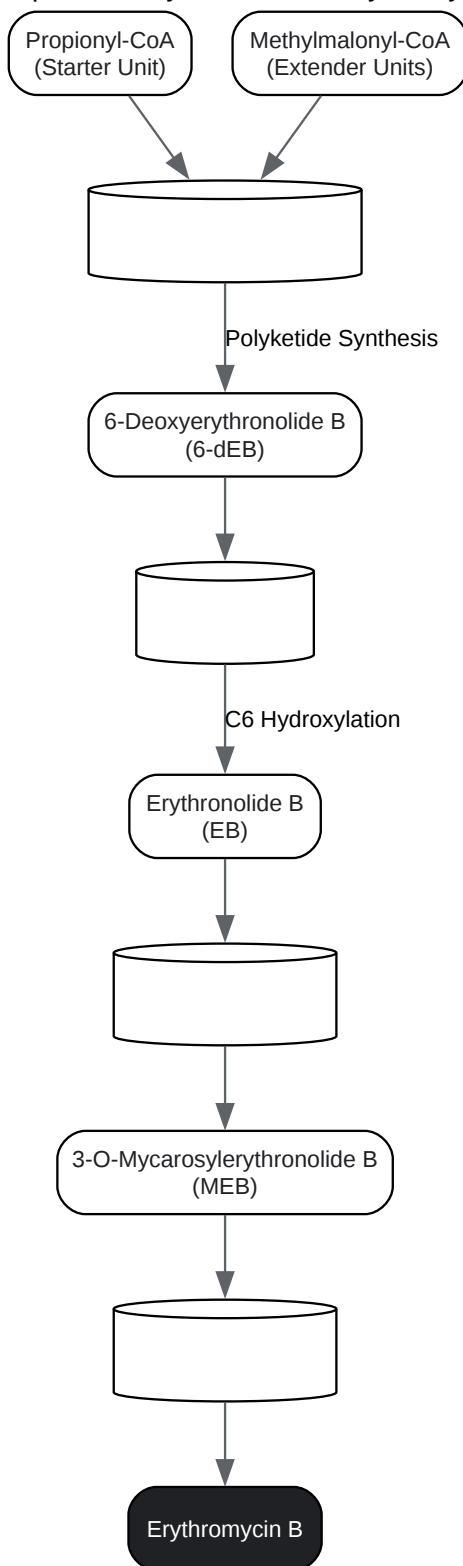 Propionyl-CoA
(Starter Unit)
Methylmalonyl-CoA
(Extender Units)
Polyketide Synthesis
6-Deoxyerythronolide B
(6-dEB)
C6 Hydroxylation
Erythronolide B
(EB)
3-O-Mycarosylerythronolide B
(MEB)
Erythromycin B